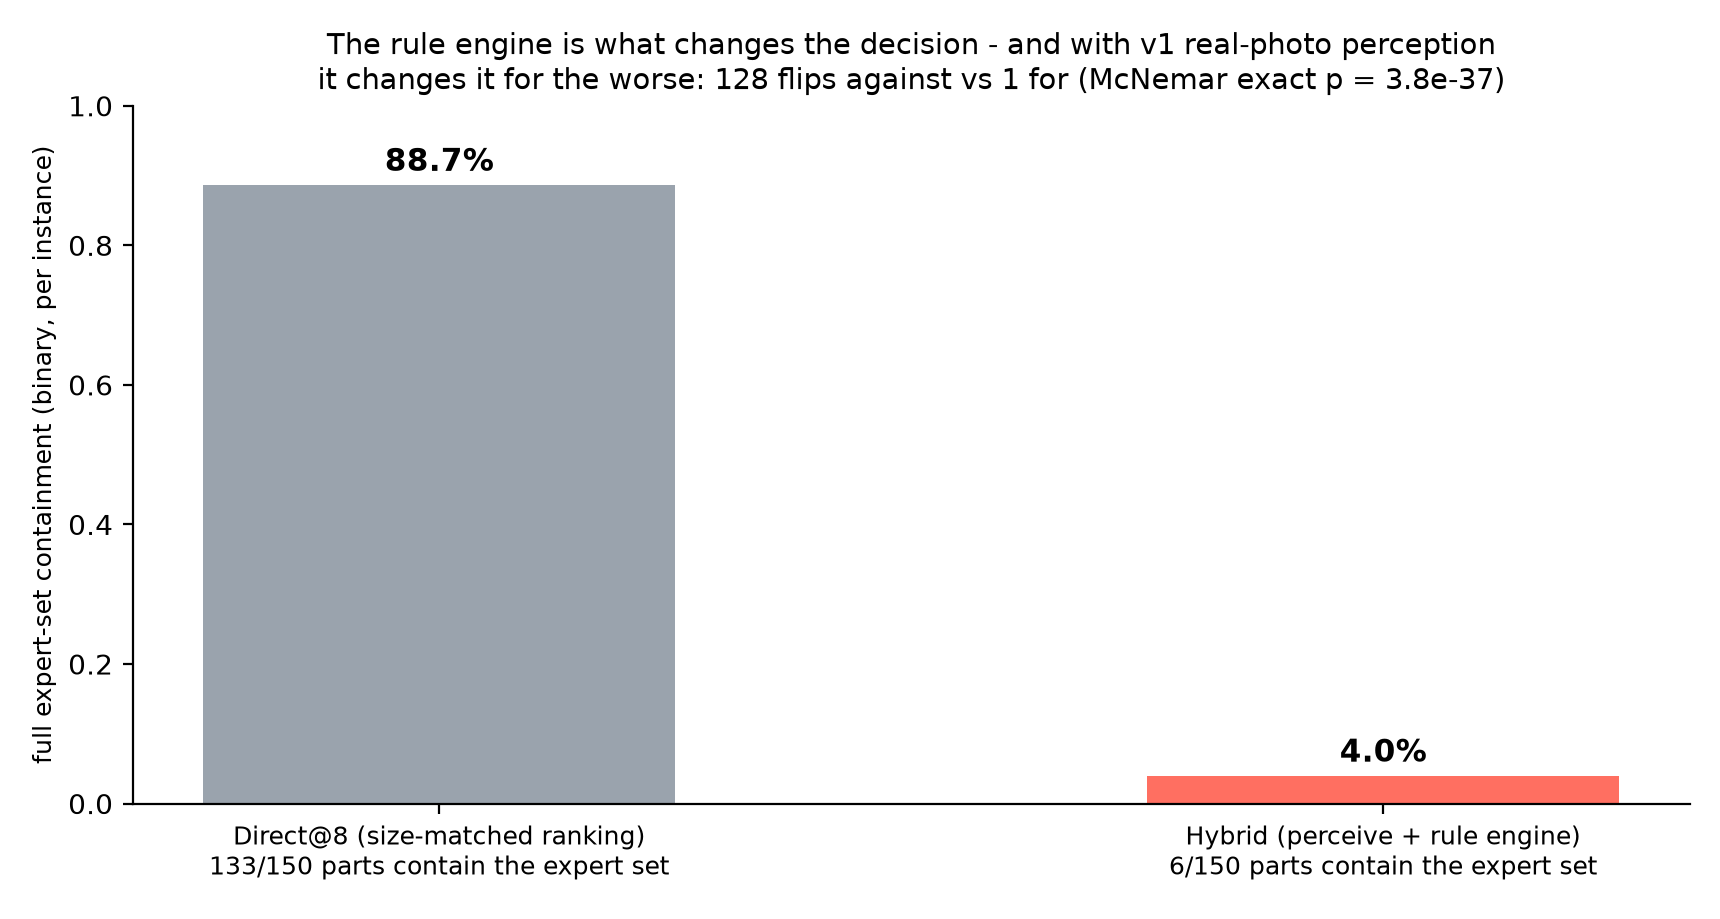 The rule engine is what changes the decision - and with v1 real-photo perception
it changes it for the worse: 128 flips against vs 1 for (McNemar exact p = 3.8e-37)
full expert-set containment (binary, per instance)
1.0
0.8
0.6
0.4
0.2
0.0
88.7%
4.0%
Direct@8 (size-matched ranking)
133/150 parts contain the expert set
Hybrid (perceive + rule engine)
6/150 parts contain the expert set